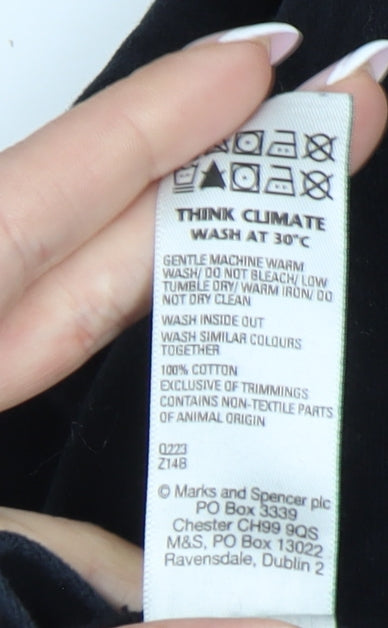 THINK CLIMATE
WASH AT 30°C
GENTLE MACHINE WARM
WASH/ DO NOT BLEACH/ LOW
TUMBLE DRY/ WARM IRON/ DO
NOT DRY CLEAN
WASH INSIDE OUT
WASH SIMILAR COLOURS
TOGETHER
100% COTTON
EXCLUSIVE OF TRIMMINGS
CONTAINS NON-TEXTILE PARTS
OF ANIMAL ORIGIN
0223
Z14B
© Marks and Spencer plc
PO Box 3339
Chester CH99 9QS
M&S, PO Box 13022
Ravensdale, Dublin 2